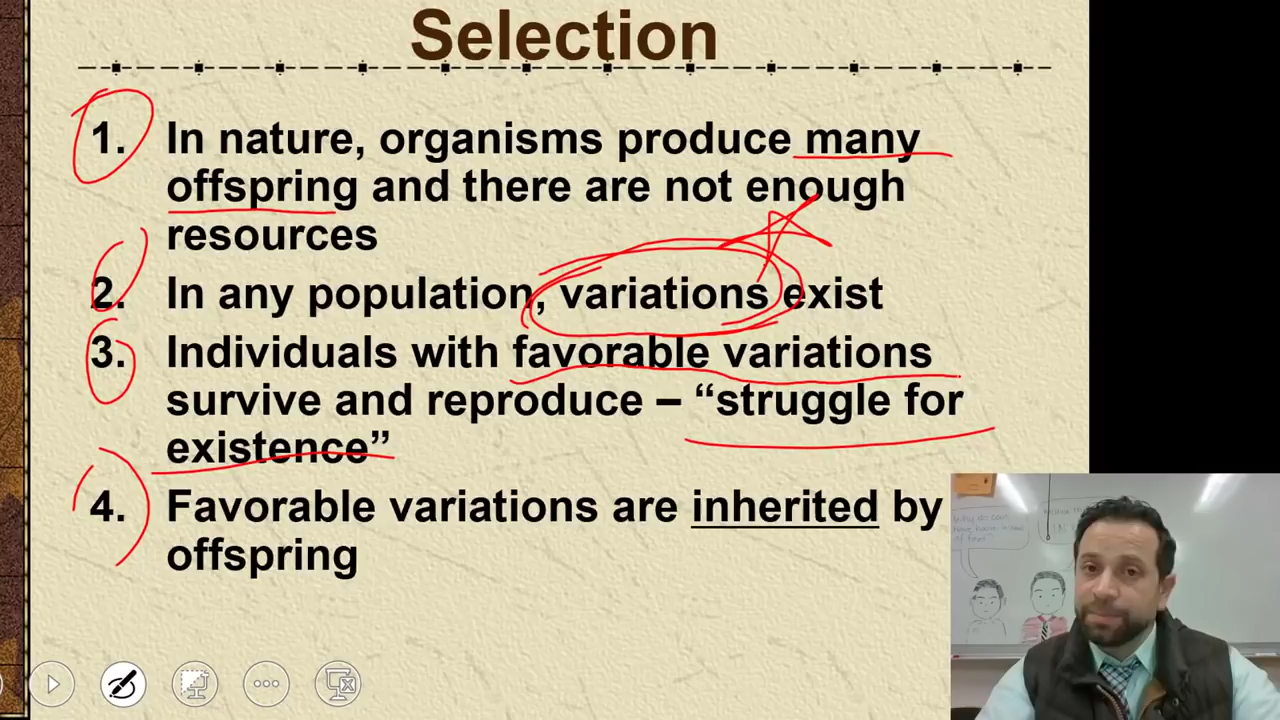 Selection
1. In nature, organisms produce many
offspring and there are not enough
resources
2. In any population, variations exist
3. Individuals with favorable variations
survive and reproduce – “struggle for
existence”
4. Favorable variations are inherited by
offspring